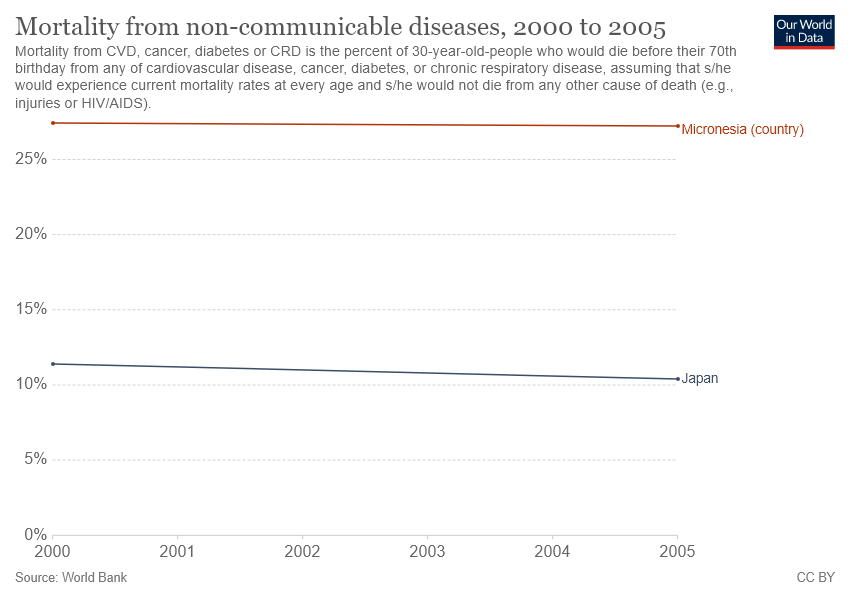 Mortality from non-communicable diseases, 2000 to 2005
Our World
in Data
Mortality from CVD, cancer, diabetes or CRD is the percent of 30-year-old-people who would die before their 70th
birthday from any of cardiovascular disease, cancer, diabetes, or chronic respiratory disease, assuming that s/he
would experience current mortality rates at every age and s/he would not die from any other cause of death (e.g.,
injuries or HIV/AIDS).
Micronesia (country)
25%
20%
15%
10%
Japan
5%
0%
2000 2001 2002 2003 2004 2005
Source: World Bank
CC BY